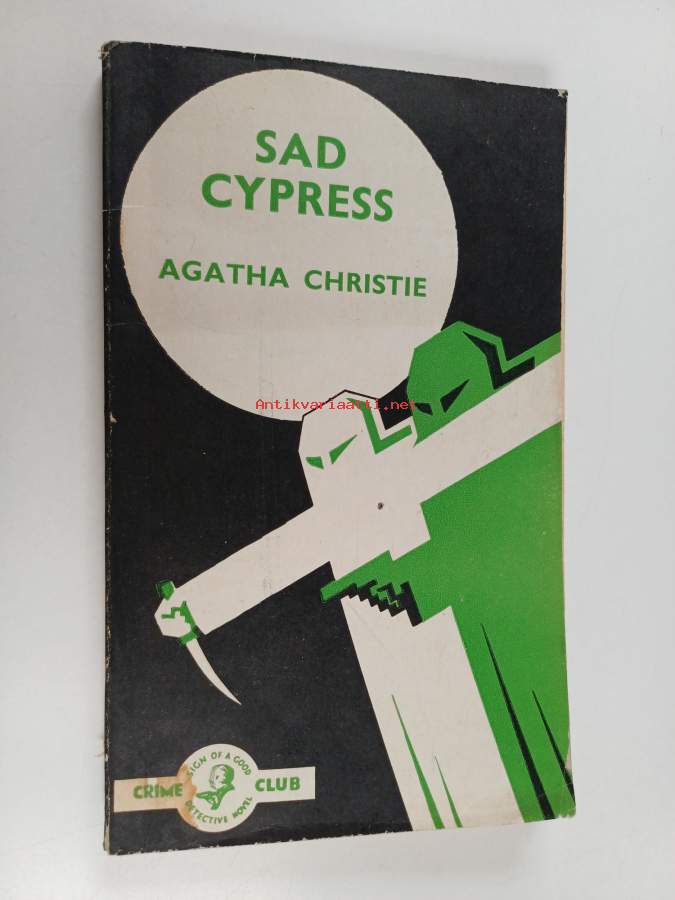 SAD
CYPRESS
AGATHA CHRISTIE
Antikvariaatti.net
SIGN OF A GOOD
CRIME CLUB
DETECTIVE NOVEL